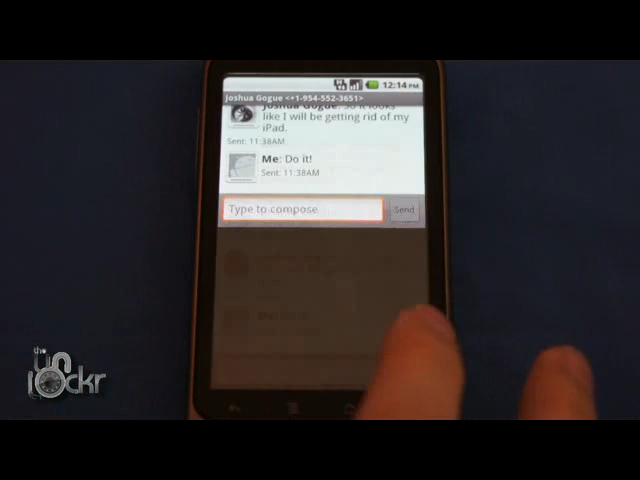 12:14 PM
Joshua Gogue <+1-954-552-3651>
Joshua Gogue: So it looks
like I will be getting rid of my
iPad.
Sent: 11:38AM
Me: Do it!
Sent: 11:38AM
Type to compose
Send
the
unlockr